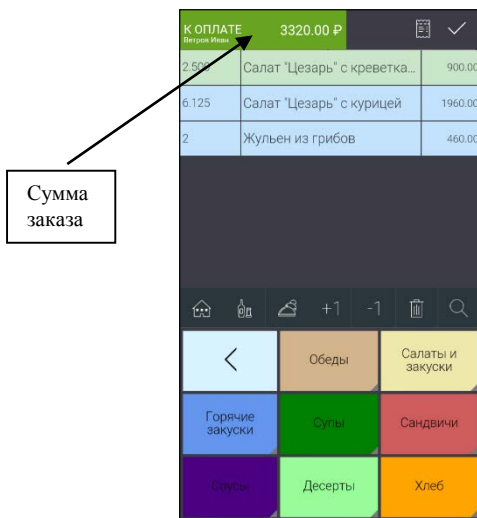 К ОПЛАТЕ 3320.00 ₽
Ветров Иван
2.500 Салат "Цезарь" с креветка... 900.00
6.125 Салат "Цезарь" с курицей 1960.00
2 Жульен из грибов 460.00
Сумма
заказа
+1 -1
Обеды
Салаты и
закуски
Горячие
закуски
Супы
Сандвичи
Соусы
Десерты
Хлеб